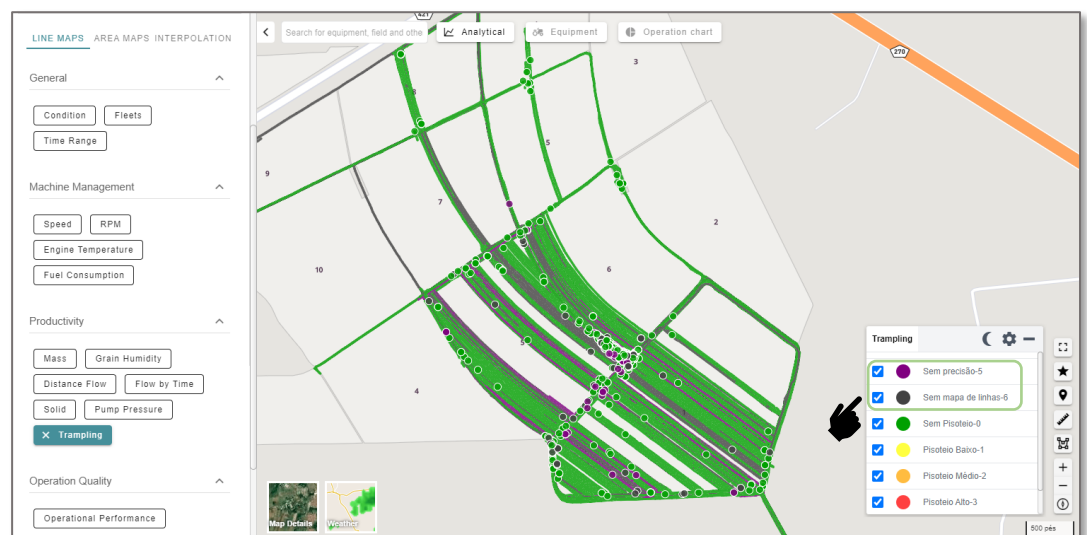 LINE MAPS AREA MAPS INTERPOLATION
General
Condition Fleets
Time Range
Machine Management
Speed RPM
Engine Temperature
Fuel Consumption
Productivity
Mass Grain Humidity
Distance Flow Flow by Time
Solid Pump Pressure
× Trampling
Operation Quality
Operational Performance
Search for equipment, field and othe
Analytical
Equipment
Operation chart
421
270
3
8
5
9
7
2
10
6
5
4
1
Trampling
Sem precisão-5
Sem mapa de linhas-6
Sem Pisoteio-0
Pisoteio Baixo-1
Pisoteio Médio-2
Pisoteio Alto-3
Map Details
Weather
500 pés